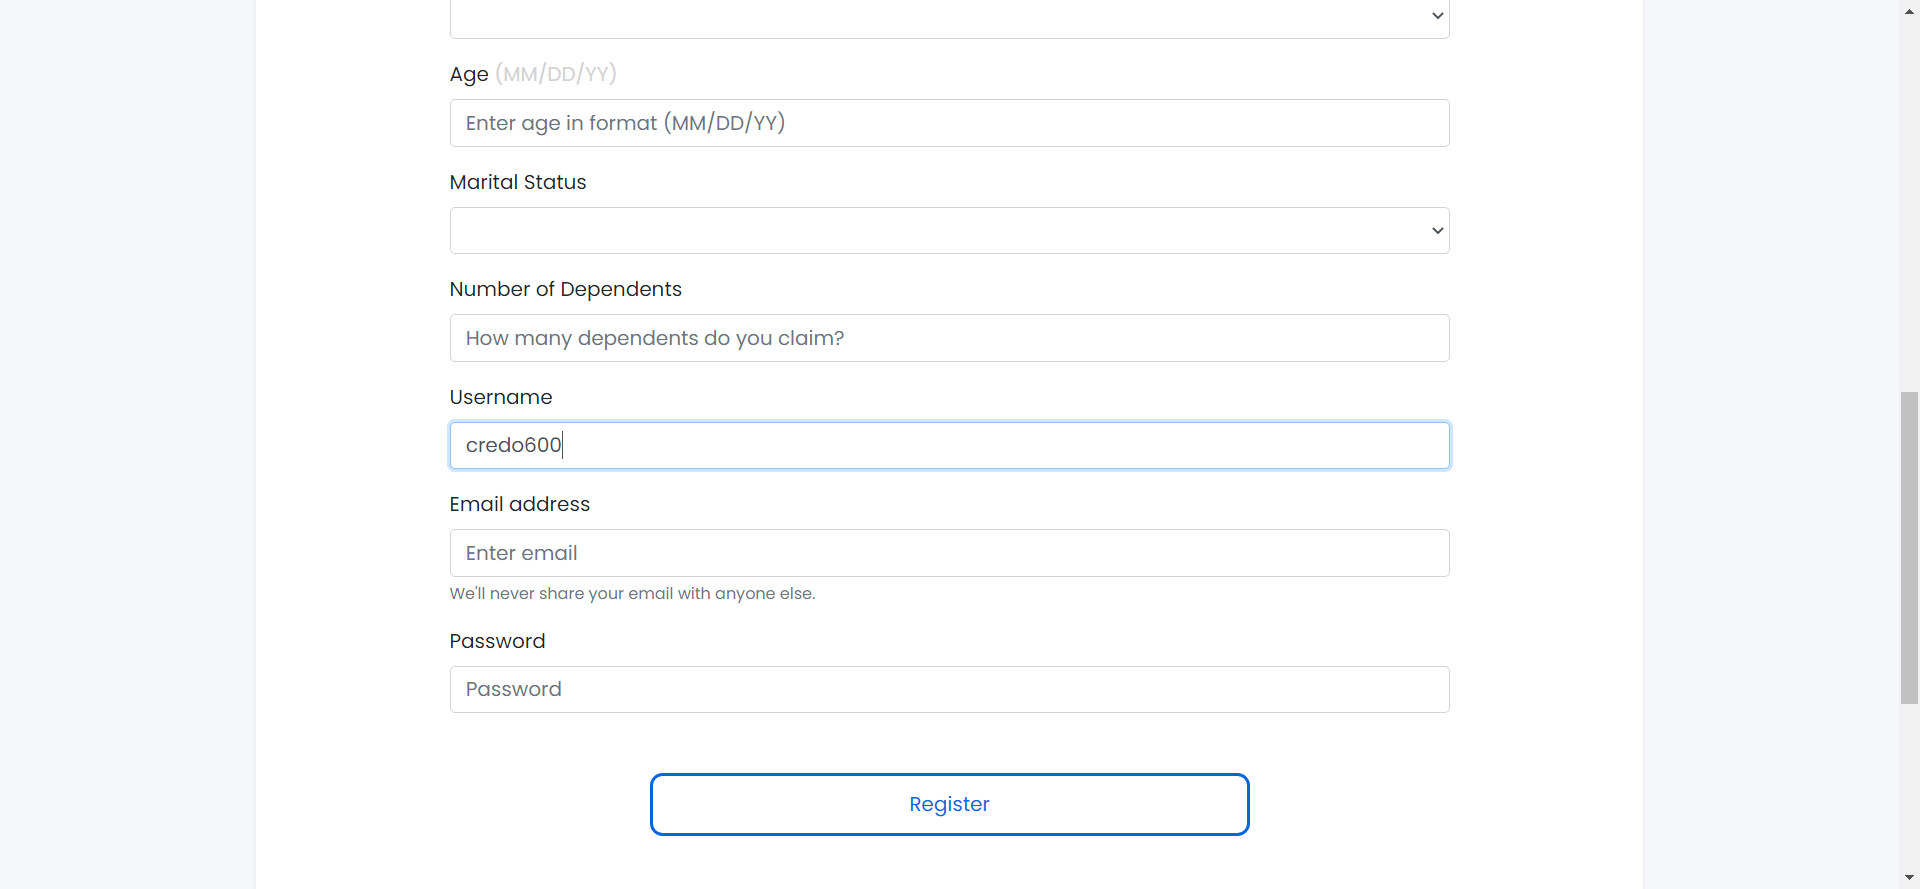 Age (MM/DD/YY)
Enter age in format (MM/DD/YY)
Marital Status
Number of Dependents
How many dependents do you claim?
Username
credo600
Email address
Enter email
We'll never share your email with anyone else.
Password
Password
Register